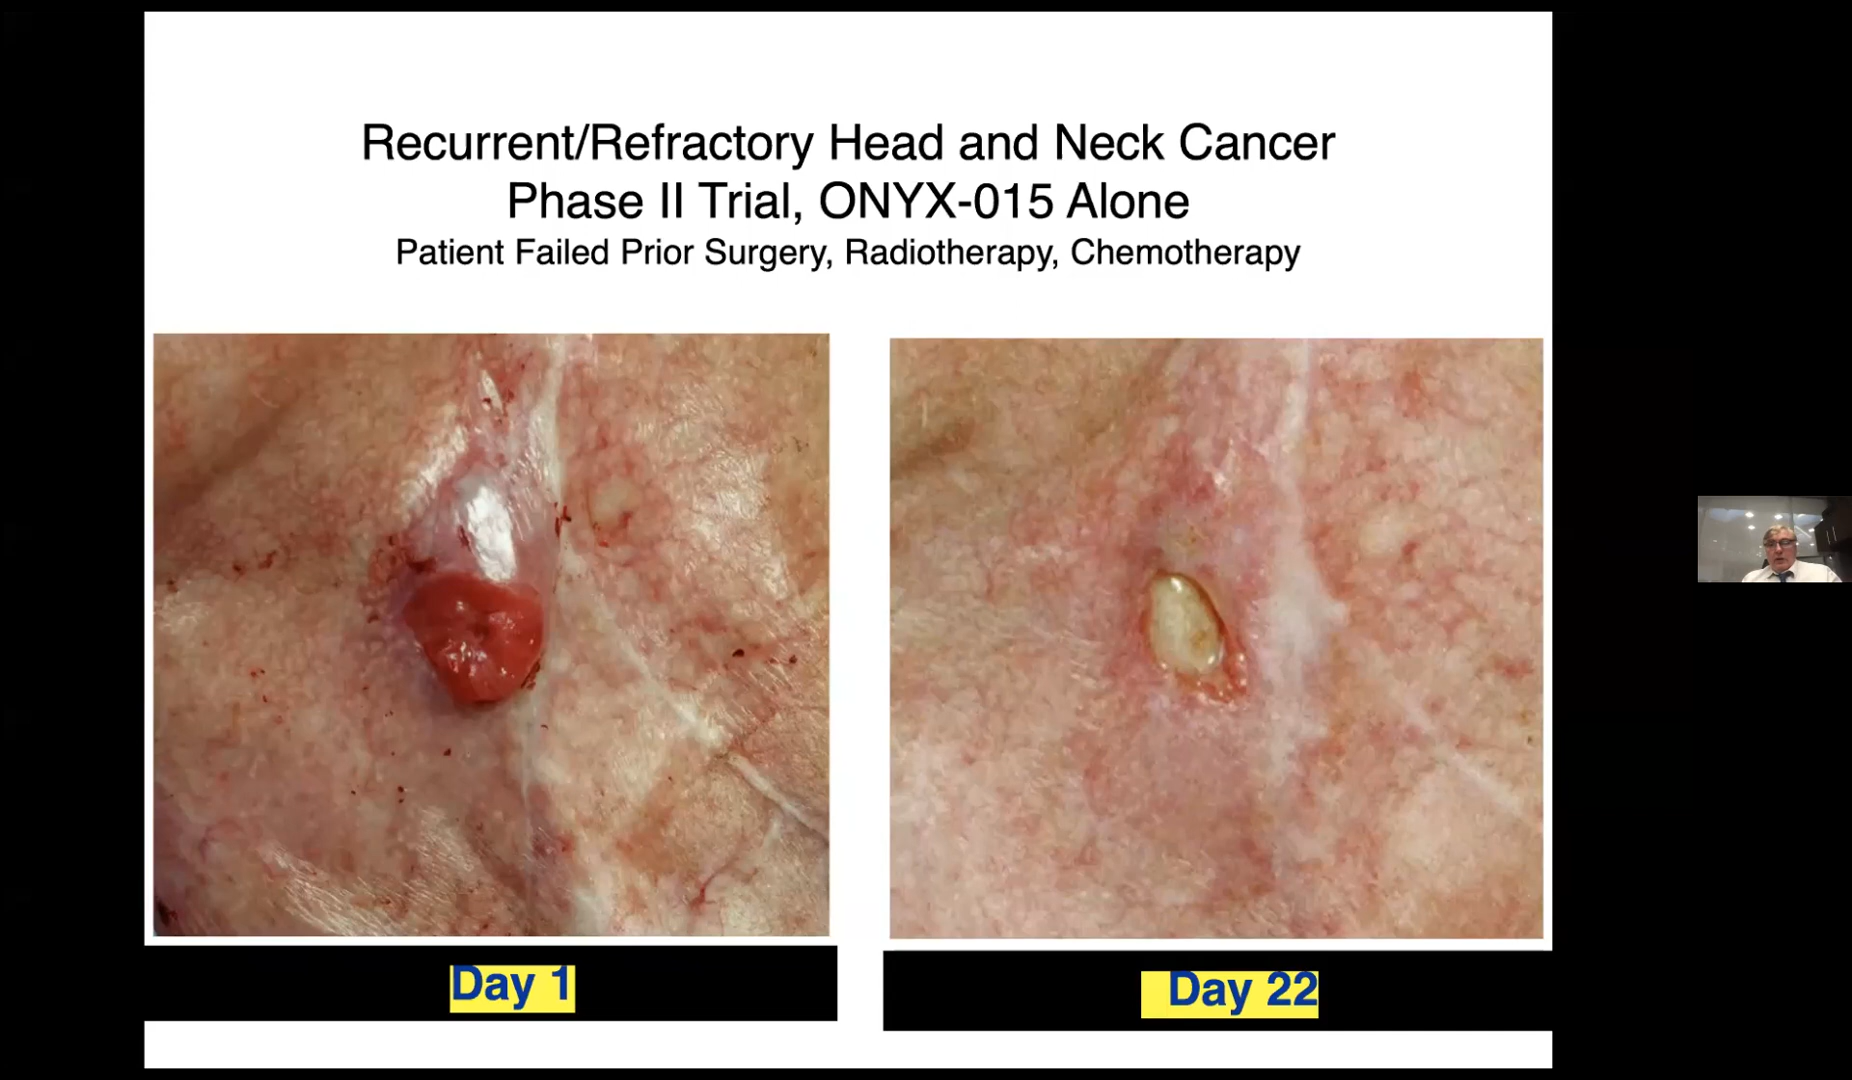 Recurrent/Refractory Head and Neck Cancer
Phase II Trial, ONYX-015 Alone
Patient Failed Prior Surgery, Radiotherapy, Chemotherapy
Day 1
Day 22